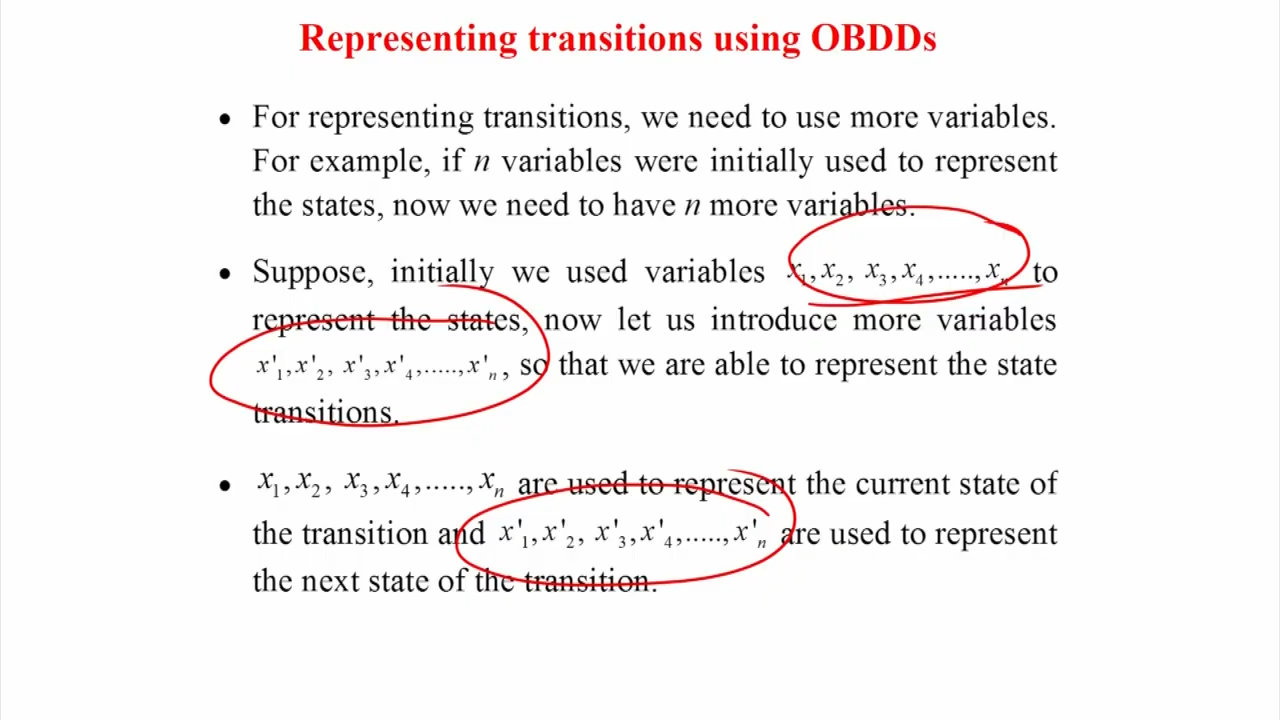 Representing transitions using OBDDs
• For representing transitions, we need to use more variables.
For example, if n variables were initially used to represent
the states, now we need to have n more variables.
• Suppose, initially we used variables x₁, x₂, x₃, x₄,....., xₙ to
represent the states, now let us introduce more variables
x'₁, x'₂, x'₃, x'₄,....., x'ₙ, so that we are able to represent the state
transitions.
• x₁, x₂, x₃, x₄,....., xₙ are used to represent the current state of
the transition and x'₁, x'₂, x'₃, x'₄,....., x'ₙ are used to represent
the next state of the transition.